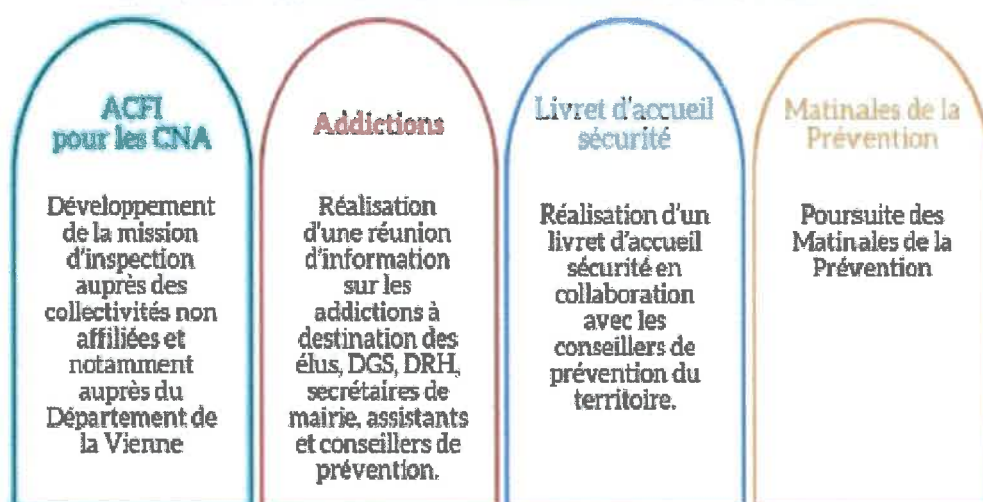 ACFI
pour les CNA
Développement
de la mission
d'inspection
auprès des
collectivités non
affiliées et
notamment
auprès du
Département de
la Vienne
Addictions
Réalisation
d'une réunion
d'information
sur les
addictions à
destination des
élus, DGS, DRH,
secrétaires de
mairie, assistants
et conseillers de
prévention.
Livret d'accueil
sécurité
Réalisation d'un
livret d'accueil
sécurité en
collaboration
avec les
conseillers de
prévention du
territoire.
Matinales de la
Prévention
Poursuite des
Matinales de la
Prévention